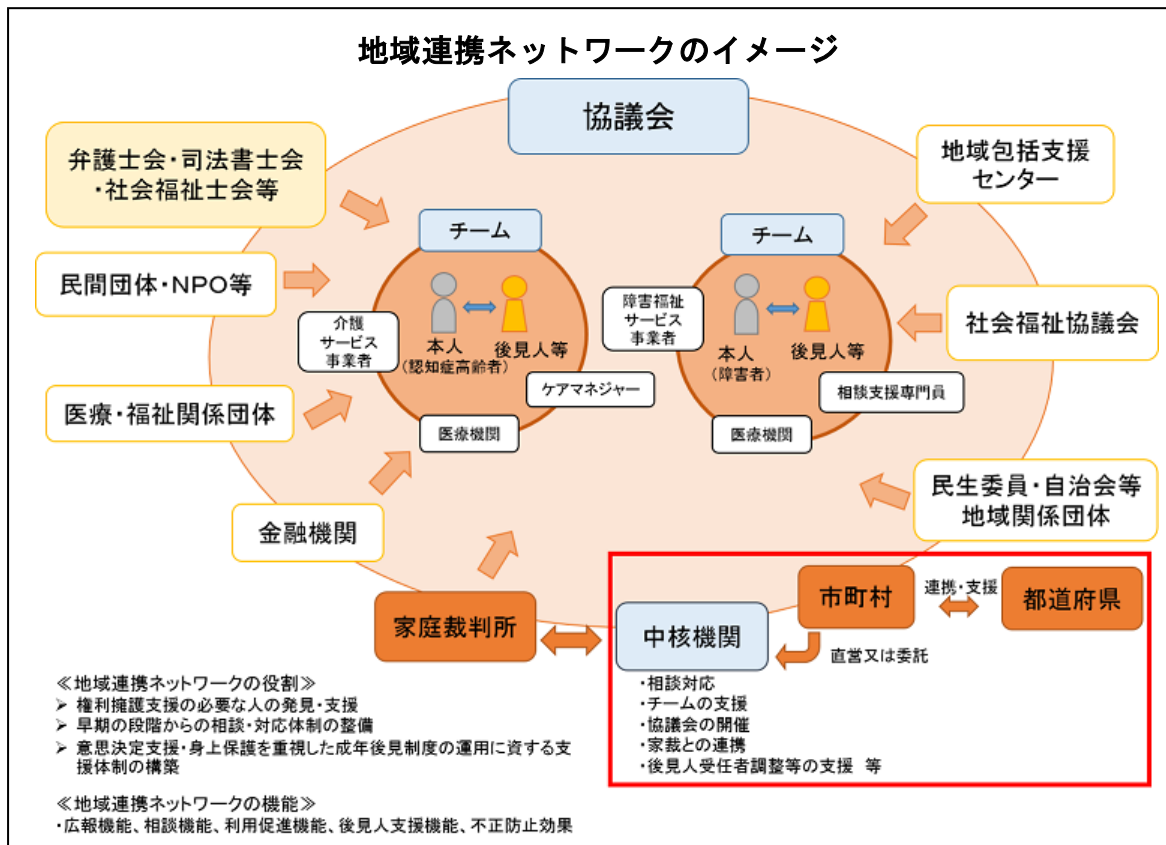 地域連携ネットワークのイメージ
協議会
弁護士会・司法書士会
・社会福祉士会等
地域包括支援
センター
チーム
チーム
民間団体・NPO等
介護
サービス
事業者
本人
(認知症高齢者)
後見人等
障害福祉
サービス
事業者
本人
(障害者)
後見人等
社会福祉協議会
ケアマネジャー
相談支援専門員
医療・福祉関係団体
医療機関
医療機関
金融機関
民生委員・自治会等
地域関係団体
家庭裁判所
中核機関
市町村
連携・支援
都道府県
直営又は委託
・相談対応
・チームの支援
・協議会の開催
・家裁との連携
・後見人受任者調整等の支援 等
≪地域連携ネットワークの役割≫
➢ 権利擁護支援の必要な人の発見・支援
➢ 早期の段階からの相談・対応体制の整備
➢ 意思決定支援・身上保護を重視した成年後見制度の運用に資する支
援体制の構築
≪地域連携ネットワークの機能≫
・広報機能、相談機能、利用促進機能、後見人支援機能、不正防止効果